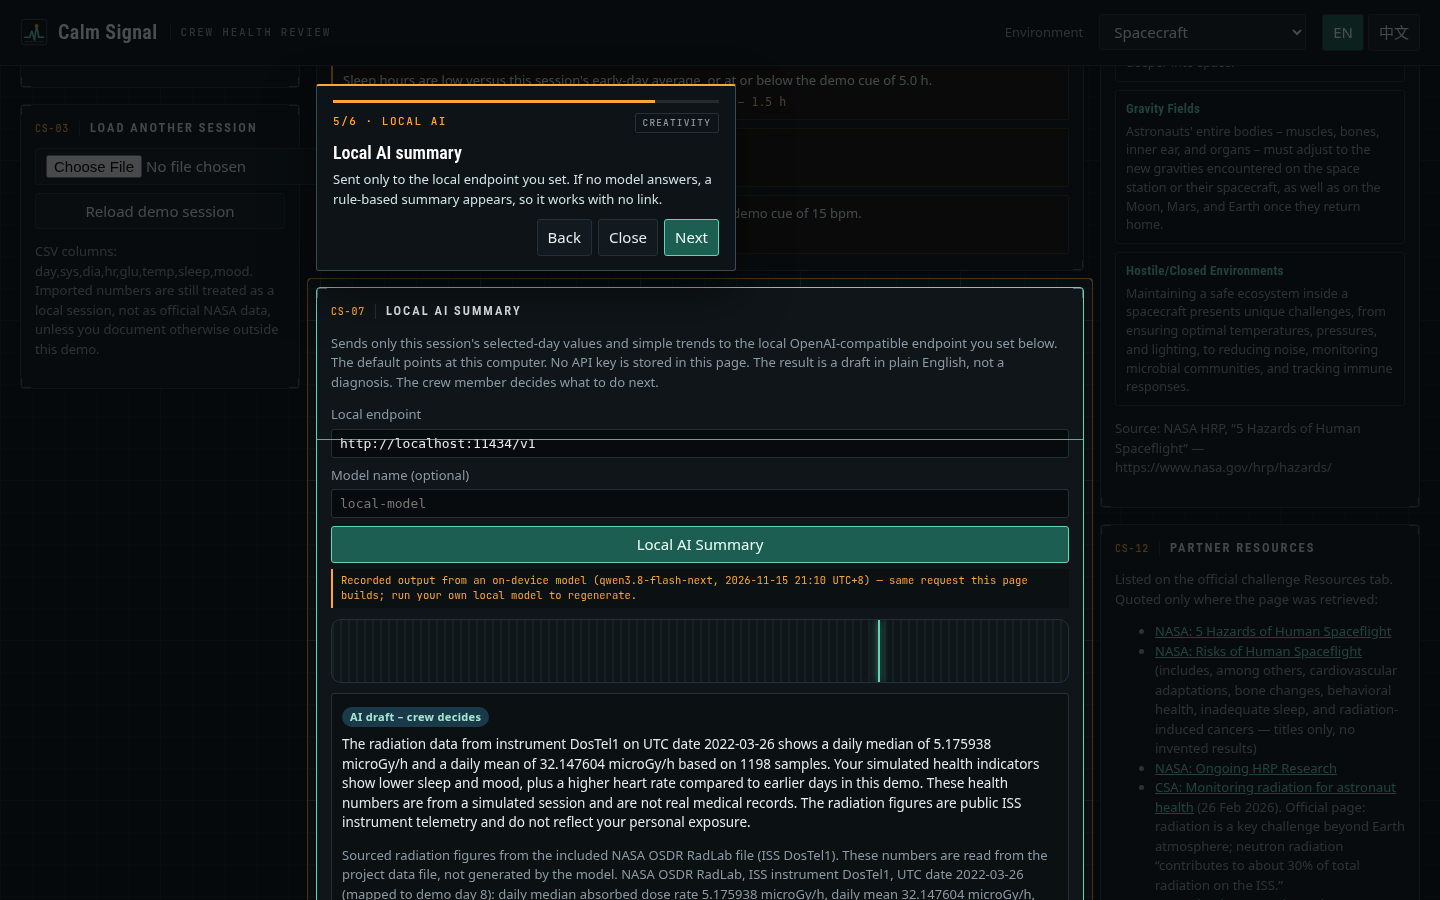 Calm Signal
CREW HEALTH REVIEW
Environment
Spacecraft
EN
中文
CS-03
LOAD ANOTHER SESSION
Choose File No file chosen
Reload demo session
CSV columns:
day,sys,dia,hr,glu,temp,sleep,mood.
Imported numbers are still treated as a
local session, not as official NASA data,
unless you document otherwise outside
this demo.
Sleep hours are low versus this session's early-day average, or at or below the demo cue of 5.0 h.
– 1.5 h
demo cue of 15 bpm.
5/6 · LOCAL AI
CREATIVITY
Local AI summary
Sent only to the local endpoint you set. If no model answers, a
rule-based summary appears, so it works with no link.
Back
Close
Next
CS-07
LOCAL AI SUMMARY
Sends only this session's selected-day values and simple trends to the local OpenAI-compatible endpoint you set below.
The default points at this computer. No API key is stored in this page. The result is a draft in plain English, not a
diagnosis. The crew member decides what to do next.
Local endpoint
http://localhost:11434/v1
Model name (optional)
local-model
Local AI Summary
Recorded output from an on-device model (qwen3.8-flash-next, 2026-11-15 21:10 UTC+8) — same request this page
builds; run your own local model to regenerate.
AI draft – crew decides
The radiation data from instrument DosTel1 on UTC date 2022-03-26 shows a daily median of 5.175938
microGy/h and a daily mean of 32.147604 microGy/h based on 1198 samples. Your simulated health indicators
show lower sleep and mood, plus a higher heart rate compared to earlier days in this demo. These health
numbers are from a simulated session and are not real medical records. The radiation figures are public ISS
instrument telemetry and do not reflect your personal exposure.
Sourced radiation figures from the included NASA OSDR RadLab file (ISS DosTel1). These numbers are read from the
project data file, not generated by the model. NASA OSDR RadLab, ISS instrument DosTel1, UTC date 2022-03-26
(mapped to demo day 8): daily median absorbed dose rate 5.175938 microGy/h, daily mean 32.147604 microGy/h,
Gravity Fields
Astronauts' entire bodies – muscles, bones,
inner ear, and organs – must adjust to the
new gravities encountered on the space
station or their spacecraft, as well as on the
Moon, Mars, and Earth once they return
home.
Hostile/Closed Environments
Maintaining a safe ecosystem inside a
spacecraft presents unique challenges, from
ensuring optimal temperatures, pressures,
and lighting, to reducing noise, monitoring
microbial communities, and tracking immune
responses.
Source: NASA HRP, “5 Hazards of Human
Spaceflight” —
https://www.nasa.gov/hrp/hazards/
CS-12
PARTNER RESOURCES
Listed on the official challenge Resources tab.
Quoted only where the page was retrieved:
NASA: 5 Hazards of Human Spaceflight
NASA: Risks of Human Spaceflight
(includes, among others, cardiovascular
adaptations, bone changes, behavioral
health, inadequate sleep, and radiation-
induced cancers — titles only, no
invented results)
NASA: Ongoing HRP Research
CSA: Monitoring radiation for astronaut
health (26 Feb 2026). Official page:
radiation is a key challenge beyond Earth
atmosphere; neutron radiation
“contributes to about 30% of total
radiation on the ISS.”